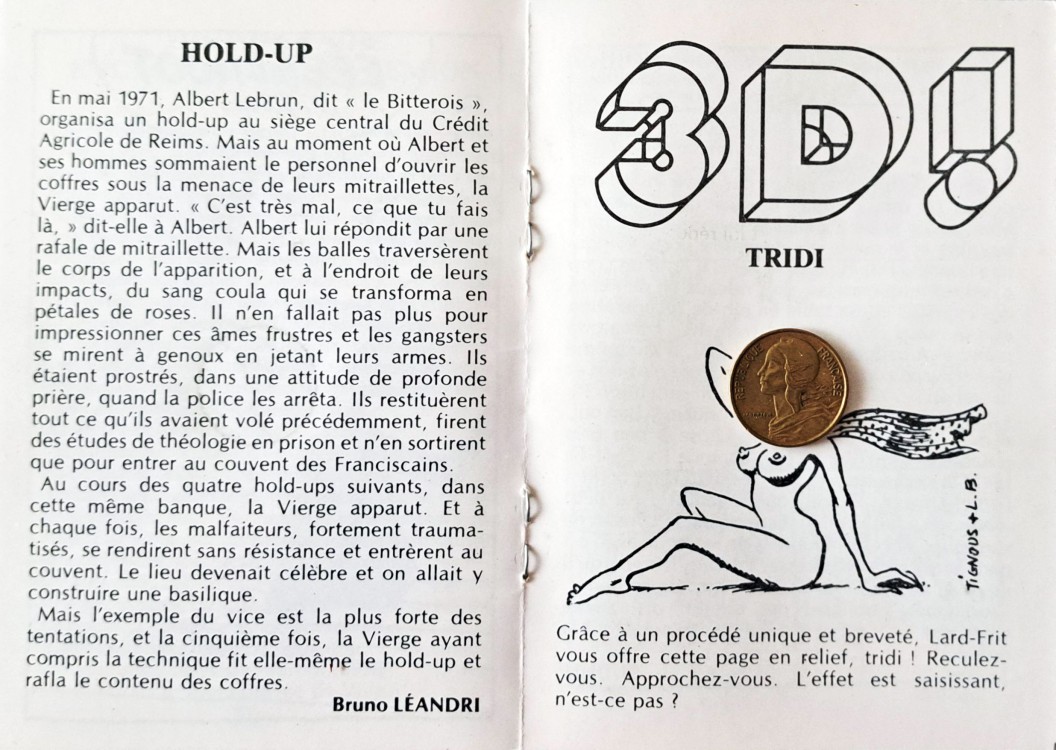 HOLD-UP
En mai 1971, Albert Lebrun, dit « le Bitterois »,
organisa un hold-up au siège central du Crédit
Agricole de Reims. Mais au moment où Albert et
ses hommes sommaient le personnel d'ouvrir les
coffres sous la menace de leurs mitraillettes, la
Vierge apparut. « C'est très mal, ce que tu fais
là, » dit-elle à Albert. Albert lui répondit par une
rafale de mitraillette. Mais les balles traversèrent
le corps de l'apparition, et à l'endroit de leurs
impacts, du sang coula qui se transforma en
pétales de roses. Il n'en fallait pas plus pour
impressionner ces âmes frustres et les gangsters
se mirent à genoux en jetant leurs armes. Ils
étaient prostrés, dans une attitude de profonde
prière, quand la police les arrêta. Ils restituèrent
tout ce qu'ils avaient volé précédemment, firent
des études de théologie en prison et n'en sortirent
que pour entrer au couvent des Franciscains.
Au cours des quatre hold-ups suivants, dans
cette même banque, la Vierge apparut. Et à
chaque fois, les malfaiteurs, fortement trauma-
tisés, se rendirent sans résistance et entrèrent au
couvent. Le lieu devenait célèbre et on allait y
construire une basilique.
Mais l'exemple du vice est la plus forte des
tentations, et la cinquième fois, la Vierge ayant
compris la technique fit elle-même le hold-up et
rafla le contenu des coffres.
Bruno LÉANDRI
3D!
TRIDI
REPUBLIQUE FRANÇAISE
TIGNOUS + L.B.
Grâce à un procédé unique et breveté, Lard-Frit
vous offre cette page en relief, tridi ! Reculez-
vous. Approchez-vous. L'effet est saisissant,
n'est-ce pas ?